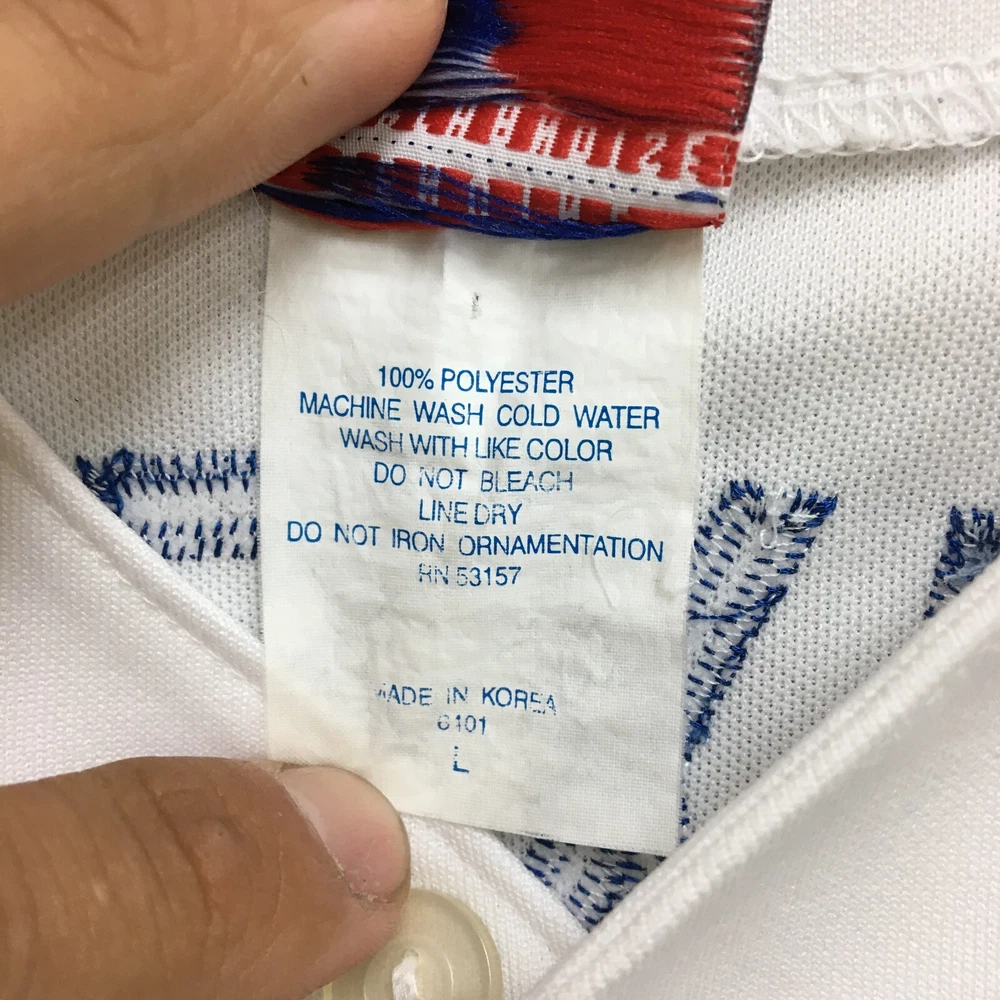 100% POLYESTER
MACHINE WASH COLD WATER
WASH WITH LIKE COLOR
DO NOT BLEACH
LINE DRY
DO NOT IRON ORNAMENTATION
RN 53157
MADE IN KOREA
6101
L